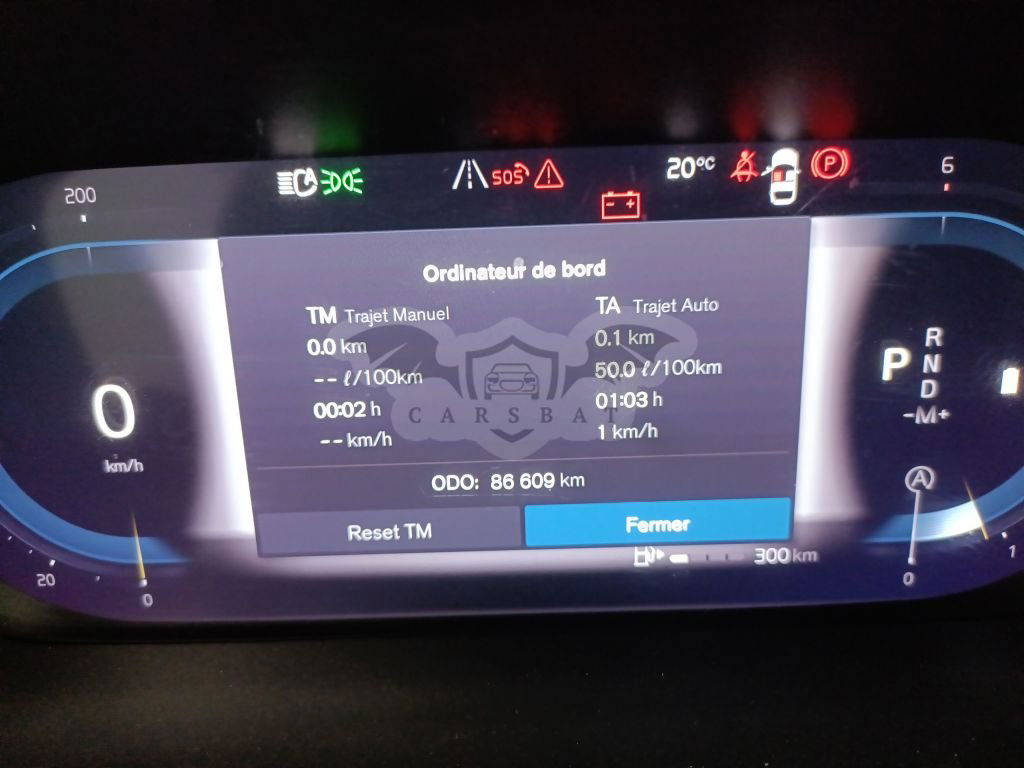 200
A
SOS
20°C
P
6
Ordinateur de bord
TM Trajet Manuel
TA Trajet Auto
0.0 km
0.1 km
-- ℓ/100km
50.0 ℓ/100km
00:02 h
01:03 h
-- km/h
1 km/h
CARSBAT
ODO: 86 609 km
Reset TM
Fermer
0
km/h
P
R
N
D
-M+
A
300 km
20
0
0
1